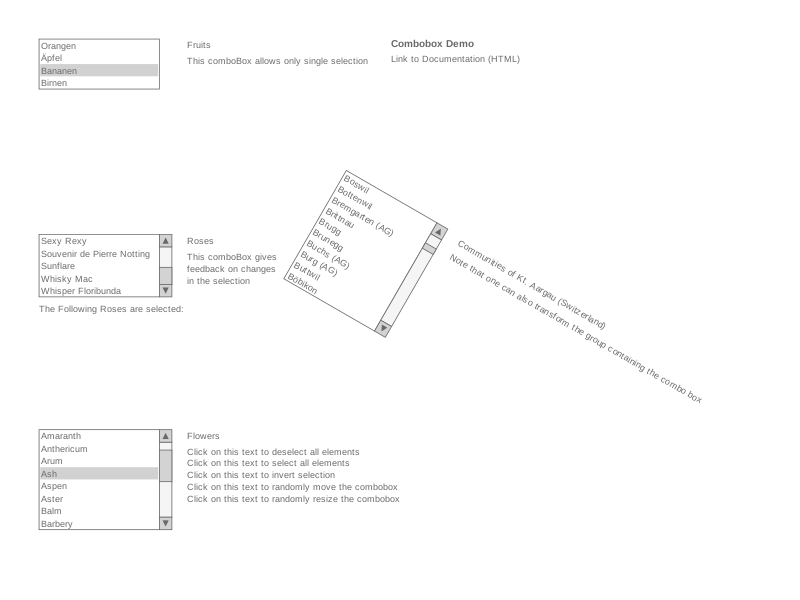 Orangen
Äpfel
Bananen
Birnen
Fruits
This comboBox allows only single selection
Combobox Demo
Link to Documentation (HTML)
Boswil
Bottenwil
Bremgarten (AG)
Brittnau
Brugg
Brunegg
Buchs (AG)
Burg (AG)
Buttwil
Böbikon
Communities of Kt. Aargau (Switzerland)
Note that one can also transform the group containing the combo box
Sexy Rexy
Souvenir de Pierre Notting
Sunflare
Whisky Mac
Whisper Floribunda
Roses
This comboBox gives
feedback on changes
in the selection
The Following Roses are selected:
Amaranth
Anthericum
Arum
Ash
Aspen
Aster
Balm
Barbery
Flowers
Click on this text to deselect all elements
Click on this text to select all elements
Click on this text to invert selection
Click on this text to randomly move the combobox
Click on this text to randomly resize the combobox